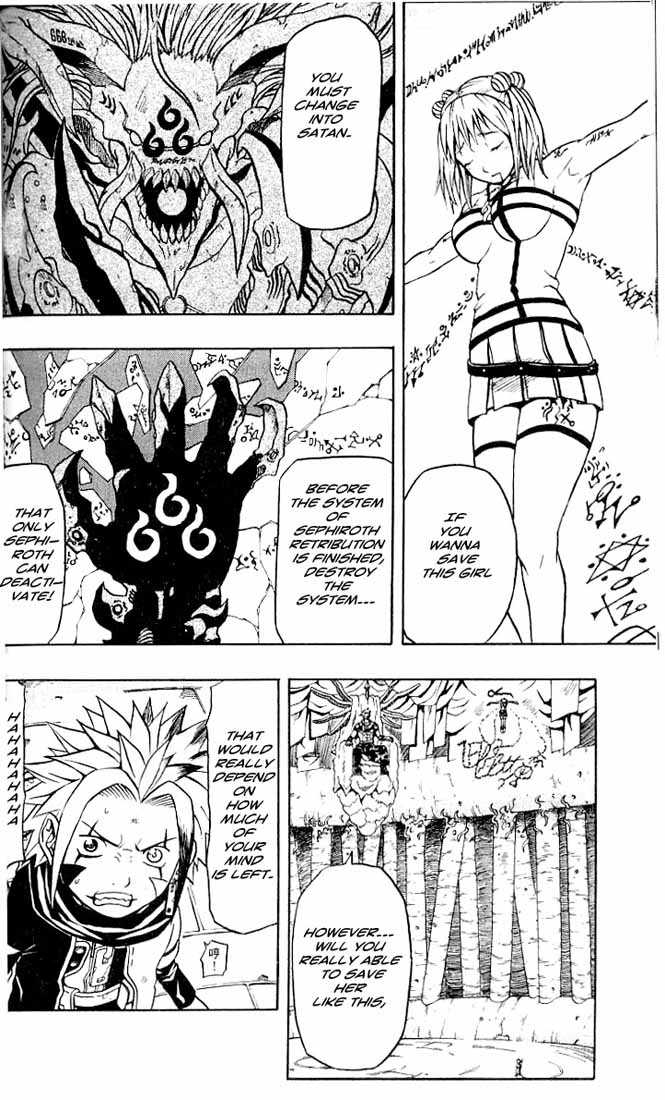 IF
YOU
WANNA
SAVE
THIS GIRL
YOU
MUST
CHANGE
INTO
SATAN..
666
BEFORE
THE SYSTEM
OF
SEPHIROTH
RETRIBUTION
IS FINISHED,
DESTROY
THE
SYSTEM---
THAT
ONLY
SEPHI-
ROTH
CAN
DEACTI-
VATE!
666
HOWEVER---
WILL YOU
REALLY ABLE
TO SAVE
HER
LIKE THIS,
THAT
WOULD
REALLY
DEPEND
ON
HOW
MUCH
OF
YOUR
MIND
IS LEFT..
HAHAHAHAHA